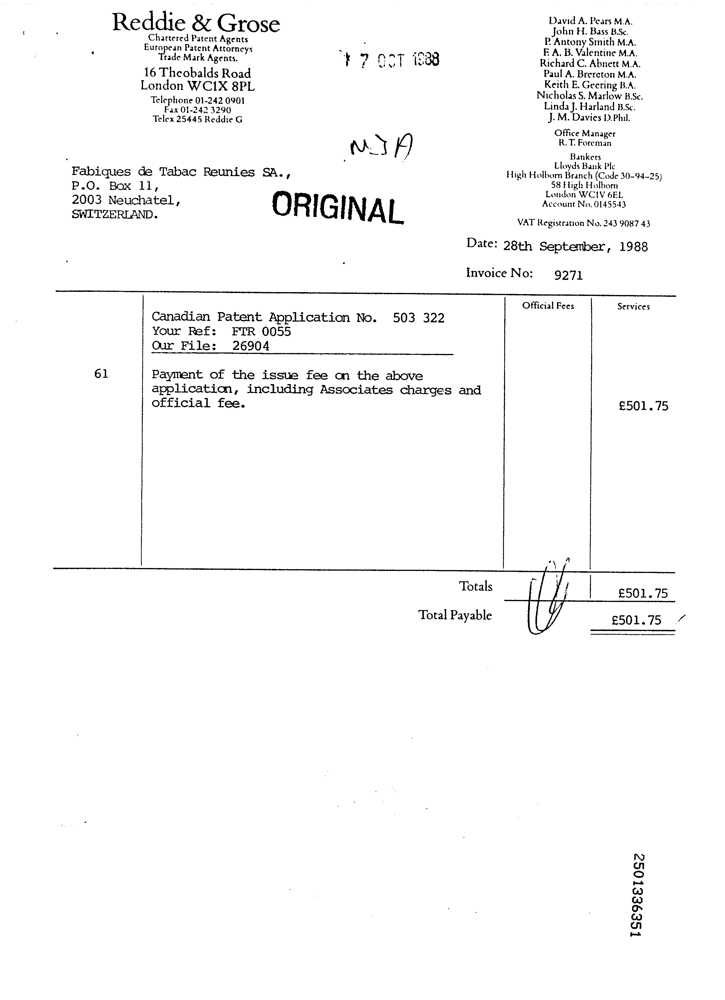 Reddie & Grose
Chartered Patent Agents
European Patent Attorneys
Trade Mark Agents.
16 Theobalds Road
London WC1X 8PL
Telephone 01-242 0901
Fax 01-242 3290
Telex 25445 Reddie G
17 OCT 1988
David A. Pears M.A.
John H. Bass B.Sc.
P. Antony Smith M.A.
F. A. B. Valentine M.A.
Richard C. Abnett M.A.
Paul A. Brereton M.A.
Keith E. Geering B.A.
Nicholas S. Marlow B.Sc.
Linda J. Harland B.Sc.
J. M. Davies D.Phil.
Office Manager
R. T. Foreman
Bankers
Lloyds Bank Plc
High Holborn Branch (Code 30-94-25)
58 High Holborn
London WC1V 6EL
Account No. 0145543
VAT Registration No. 243 9087 43
MJA
Fabiques de Tabac Reunies SA.,
P.O. Box 11,
2003 Neuchatel,
SWITZERLAND.
ORIGINAL
Date: 28th September, 1988
Invoice No: 9271
Official Fees Services
Canadian Patent Application No. 503 322
Your Ref: FTR 0055
Our File: 26904
61 Payment of the issue fee on the above
application, including Associates charges and
official fee. £501.75
Totals £501.75
Total Payable £501.75
2501336351